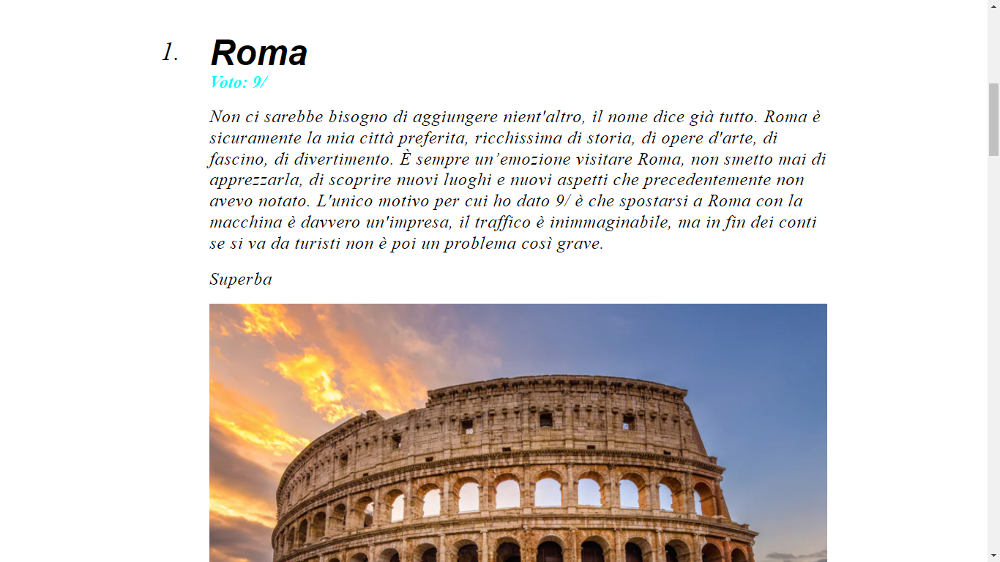 1. Roma
Voto: 9/
Non ci sarebbe bisogno di aggiungere nient'altro, il nome dice già tutto. Roma è
sicuramente la mia città preferita, ricchissima di storia, di opere d'arte, di
fascino, di divertimento. È sempre un’emozione visitare Roma, non smetto mai di
apprezzarla, di scoprire nuovi luoghi e nuovi aspetti che precedentemente non
avevo notato. L'unico motivo per cui ho dato 9/ è che spostarsi a Roma con la
macchina è davvero un'impresa, il traffico è inimmaginabile, ma in fin dei conti
se si va da turisti non è poi un problema così grave.
Superba